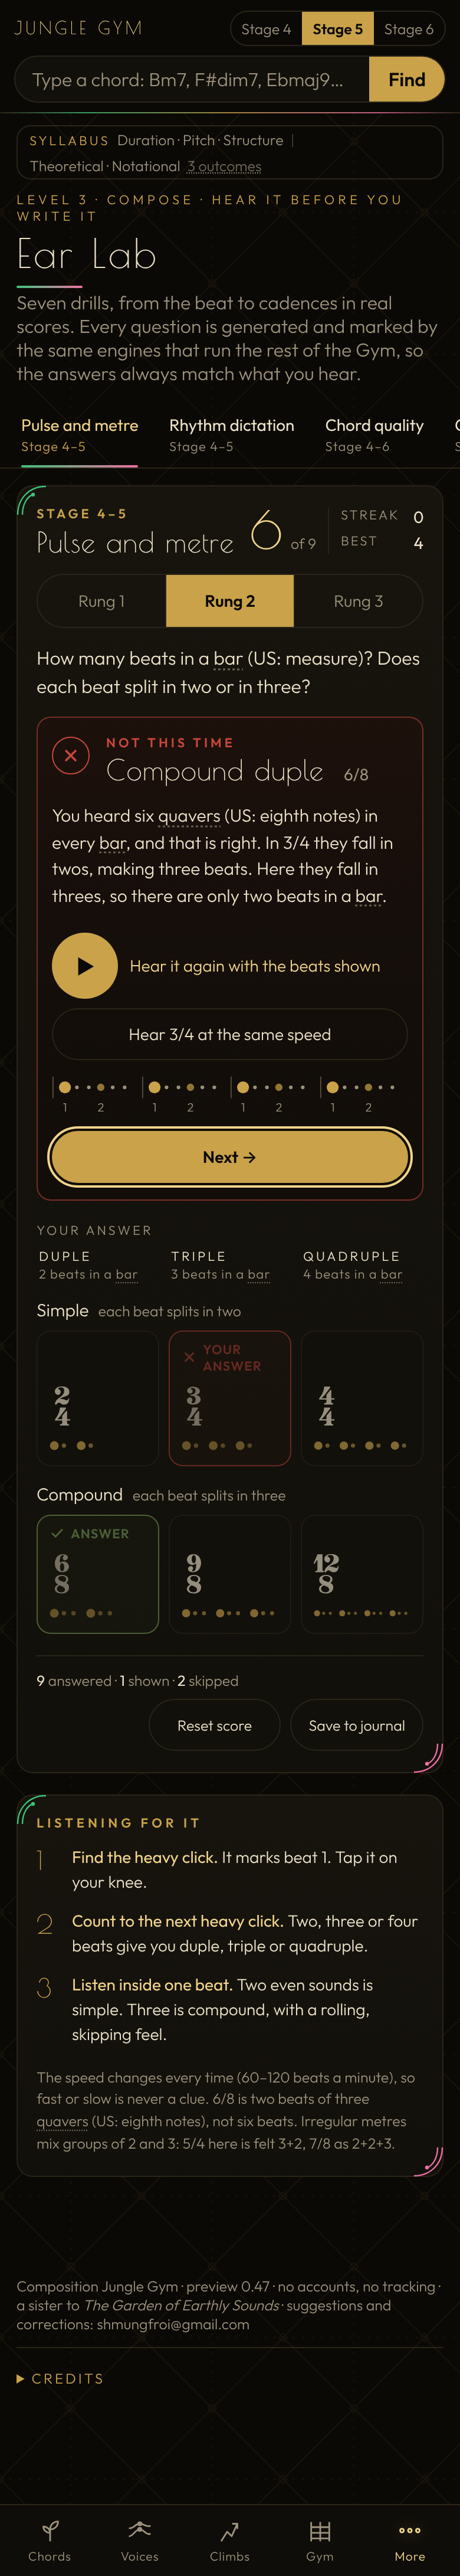 JUNGLE GYM
Stage 4 Stage 5 Stage 6
Type a chord: Bm7, F#dim7, Ebmaj9... Find
SYLLABUS Duration · Pitch · Structure |
Theoretical · Notational 3 outcomes
LEVEL 3 · COMPOSE · HEAR IT BEFORE YOU
WRITE IT
Ear Lab
Seven drills, from the beat to cadences in real
scores. Every question is generated and marked by
the same engines that run the rest of the Gym, so
the answers always match what you hear.
Pulse and metre Rhythm dictation Chord quality
Stage 4–5 Stage 4–5 Stage 4–6
STAGE 4–5
Pulse and metre 6 of 9
STREAK 0
BEST 4
Rung 1 Rung 2 Rung 3
How many beats in a bar (US: measure)? Does
each beat split in two or in three?
NOT THIS TIME
Compound duple 6/8
You heard six quavers (US: eighth notes) in
every bar, and that is right. In 3/4 they fall in
twos, making three beats. Here they fall in
threes, so there are only two beats in a bar.
Hear it again with the beats shown
Hear 3/4 at the same speed
1 2 1 2 1 2 1 2
Next →
YOUR ANSWER
DUPLE TRIPLE QUADRUPLE
2 beats in a bar 3 beats in a bar 4 beats in a bar
Simple each beat splits in two
YOUR
ANSWER
2 3 4
4 4 4
Compound each beat splits in three
ANSWER
6 9 12
8 8 8
9 answered · 1 shown · 2 skipped
Reset score Save to journal
LISTENING FOR IT
1 Find the heavy click. It marks beat 1. Tap it on
your knee.
2 Count to the next heavy click. Two, three or four
beats give you duple, triple or quadruple.
3 Listen inside one beat. Two even sounds is
simple. Three is compound, with a rolling,
skipping feel.
The speed changes every time (60–120 beats a minute), so
fast or slow is never a clue. 6/8 is two beats of three
quavers (US: eighth notes), not six beats. Irregular metres
mix groups of 2 and 3: 5/4 here is felt 3+2, 7/8 as 2+2+3.
Composition Jungle Gym · preview 0.47 · no accounts, no tracking ·
a sister to The Garden of Earthly Sounds · suggestions and
corrections: shmungfroi@gmail.com
CREDITS
Chords Voices Climbs Gym More